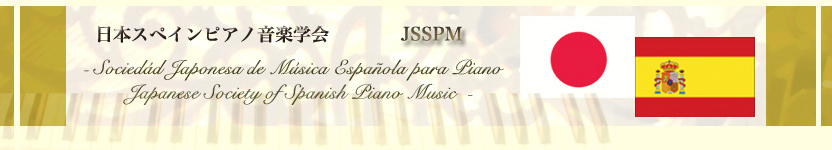 日本スペインピアノ音楽学会 JSSPM
- Sociedád Japonesa de Música Española para Piano
Japanese Society of Spanish Piano Music -